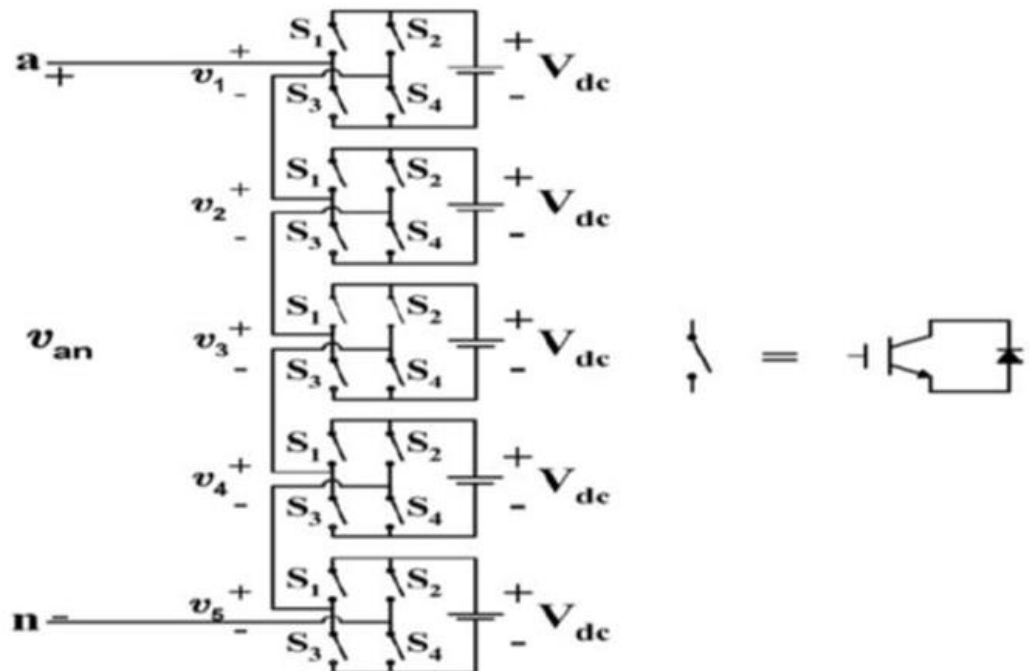 S1 S2 + Vdc
a + + v1 -
S3 S4 -
S1 S2 + Vdc
+ v2 -
S3 S4 -
S1 S2 + Vdc
van + v3 - =
S3 S4 -
S1 S2 + Vdc
+ v4 -
S3 S4 -
S1 S2 + Vdc
n - + v5 -
S3 S4 -